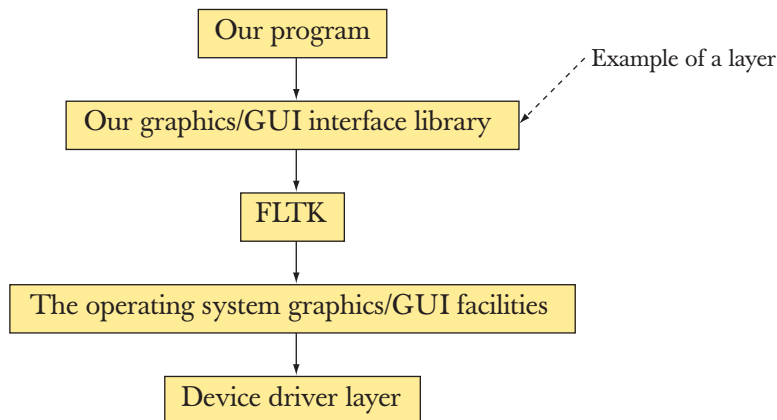 Our program
Example of a layer
Our graphics/GUI interface library
FLTK
The operating system graphics/GUI facilities
Device driver layer